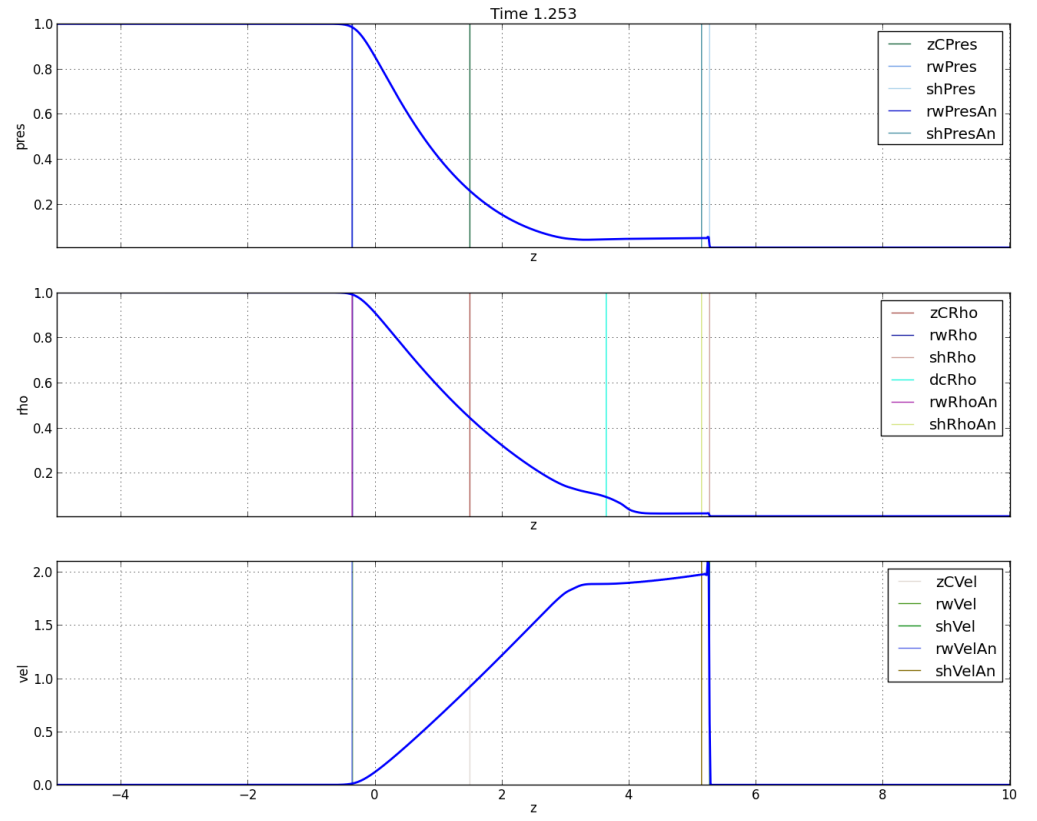 Time 1.253
1.0
0.8
0.6
0.4
0.2
pres
z
zCPres
rwPres
shPres
rwPresAn
shPresAn
1.0
0.8
0.6
0.4
0.2
rho
z
zCRho
rwRho
shRho
dcRho
rwRhoAn
shRhoAn
2.0
1.5
1.0
0.5
0.0
vel
−4 −2 0 2 4 6 8 10
z
zCVel
rwVel
shVel
rwVelAn
shVelAn